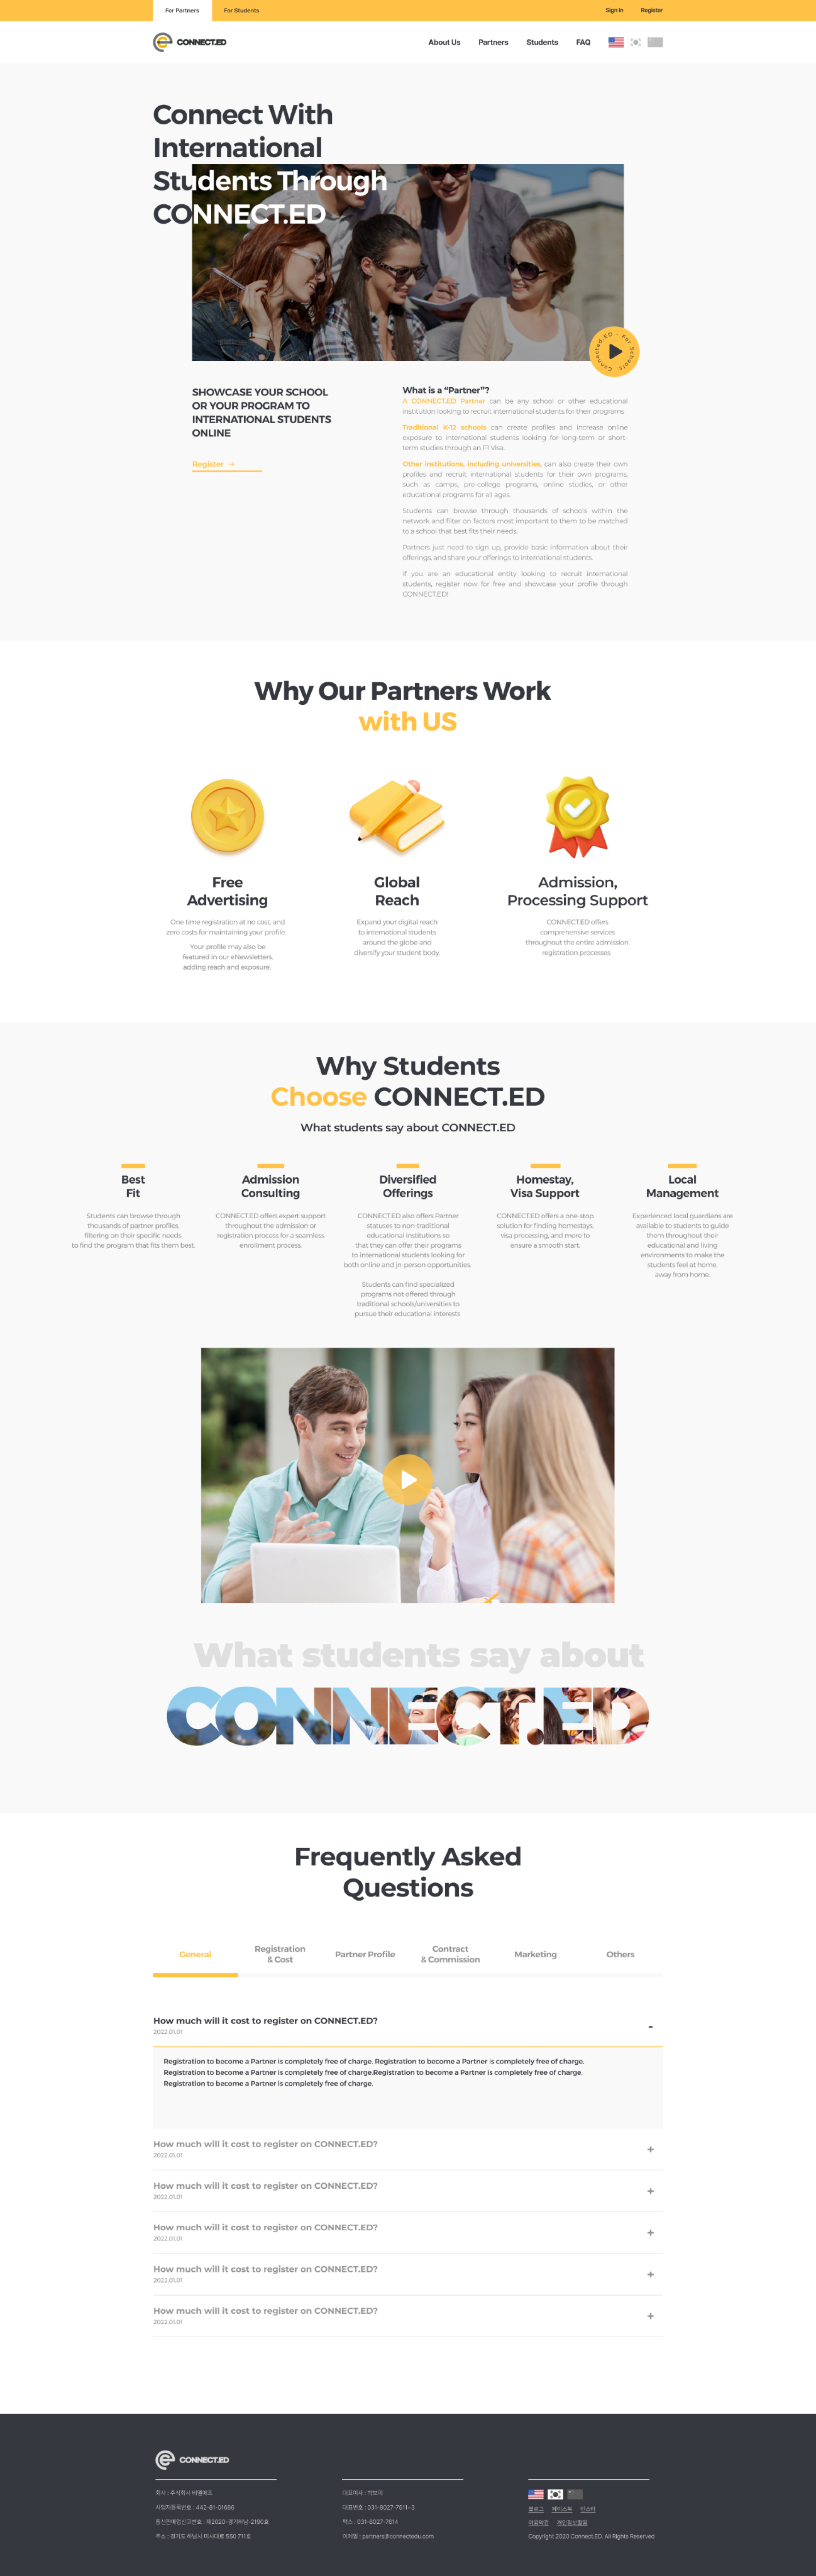 For Partners
For Students
Sign In
Register
CONNECT.ED
About Us
Partners
Students
FAQ
Connect With
International
Students Through
CONNECT.ED
Connected.ED - For Schools
SHOWCASE YOUR SCHOOL
OR YOUR PROGRAM TO
INTERNATIONAL STUDENTS
ONLINE
Register →
What is a “Partner”?
A CONNECT.ED Partner can be any school or other educational
institution looking to recruit international students for their programs
Traditional K-12 schools can create profiles and increase online
exposure to international students looking for long-term or short-
term studies through an F1 Visa.
Other institutions, including universities, can also create their own
profiles and recruit international students for their own programs,
such as camps, pre-college programs, online studies, or other
educational programs for all ages.
Students can browse through thousands of schools within the
network and filter on factors most important to them to be matched
to a school that best fits their needs.
Partners just need to sign up, provide basic information about their
offerings, and share your offerings to international students.
If you are an educational entity looking to recruit international
students, register now for free and showcase your profile through
CONNECT.ED!
Why Our Partners Work
with US
Free
Advertising
One time registration at no cost, and
zero costs for maintaining your profile.
Your profile may also be
featured in our eNewsletters,
adding reach and exposure.
Global
Reach
Expand your digital reach
to international students
around the globe and
diversify your student body.
Admission,
Processing Support
CONNECT.ED offers
comprehensive services
throughout the entire admission,
registration processes.
Why Students
Choose CONNECT.ED
What students say about CONNECT.ED
Best
Fit
Students can browse through
thousands of partner profiles,
filtering on their specific needs,
to find the program that fits them best.
Admission
Consulting
CONNECT.ED offers expert support
throughout the admission or
registration process for a seamless
enrollment process.
Diversified
Offerings
CONNECT.ED also offers Partner
statuses to non-traditional
educational institutions so
that they can offer their programs
to international students looking for
both online and in-person opportunities.
Students can find specialized
programs not offered through
traditional schools/universities to
pursue their educational interests
Homestay,
Visa Support
CONNECT.ED offers a one-stop
solution for finding homestays,
visa processing, and more to
ensure a smooth start.
Local
Management
Experienced local guardians are
available to students to guide
them throughout their
educational and living
environments to make the
students feel at home,
away from home.
What students say about
CONNECT.ED
Frequently Asked
Questions
General
Registration
& Cost
Partner Profile
Contract
& Commission
Marketing
Others
How much will it cost to register on CONNECT.ED?
-
2022.01.01
Registration to become a Partner is completely free of charge. Registration to become a Partner is completely free of charge.
Registration to become a Partner is completely free of charge.Registration to become a Partner is completely free of charge.
Registration to become a Partner is completely free of charge.
How much will it cost to register on CONNECT.ED?
+
2022.01.01
How much will it cost to register on CONNECT.ED?
+
2022.01.01
How much will it cost to register on CONNECT.ED?
+
2022.01.01
How much will it cost to register on CONNECT.ED?
+
2022.01.01
How much will it cost to register on CONNECT.ED?
+
2022.01.01
CONNECT.ED
회사 : 주식회사
사업자등록번호 : 442-81-01666
통신판매업신고번호 : 제2020-경기하남-2190호
주소 : 경기도 하남시 미사대로 550 711호
대표이사 : 박보미
대표번호 : 031-8027-7611~3
팩스 : 031-6027-7614
이메일 : partners@connectedu.com
블로그 페이스북 인스타
이용약관 개인정보활용
Copyright 2020 Connect.ED. All Rights Reserved